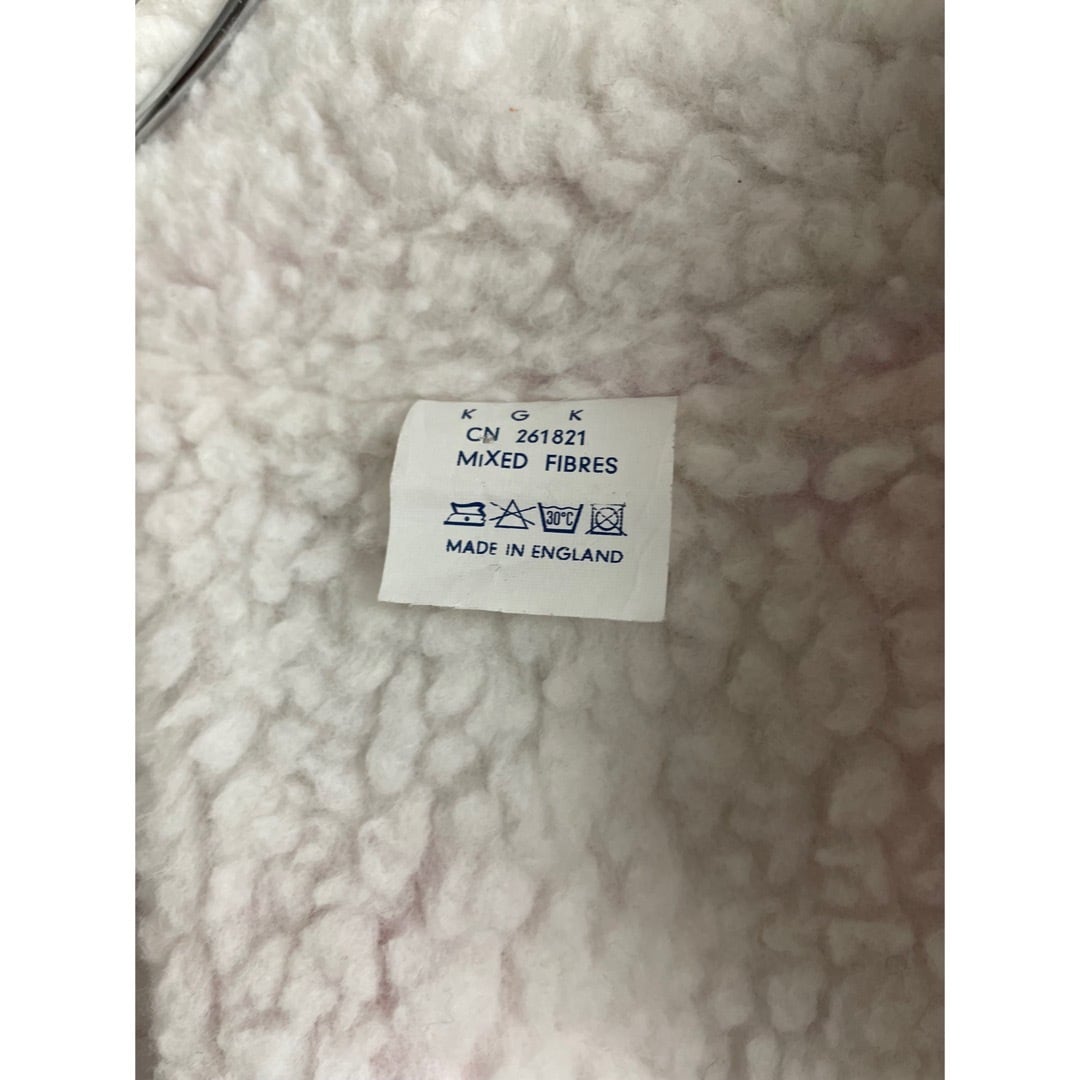 K G K
CN 261821
MIXED FIBRES
30°C
MADE IN ENGLAND